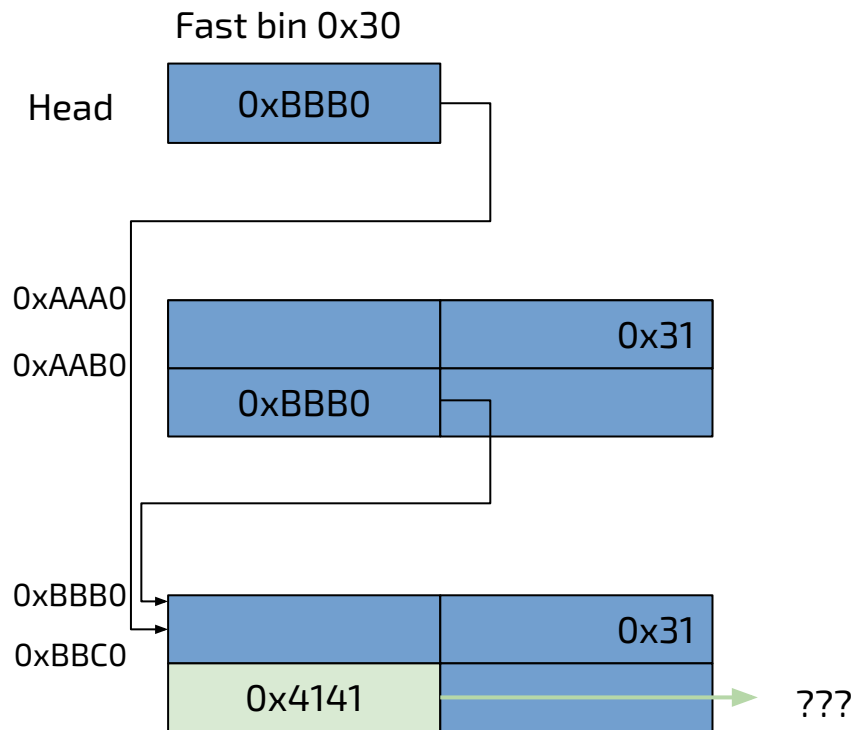 Fast bin 0x30
Head
0xBBB0
0xAAA0
0x31
0xAAB0
0xBBB0
0xBBB0
0x31
0xBBC0
0x4141
???